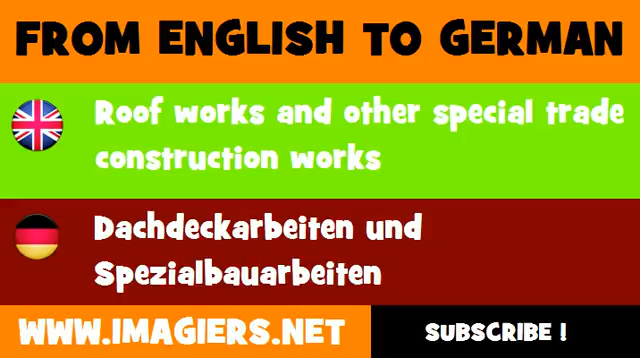 FROM ENGLISH TO GERMAN
Roof works and other special trade
construction works
Dachdeckarbeiten und
Spezialbauarbeiten
WWW.IMAGIERS.NET
SUBSCRIBE !